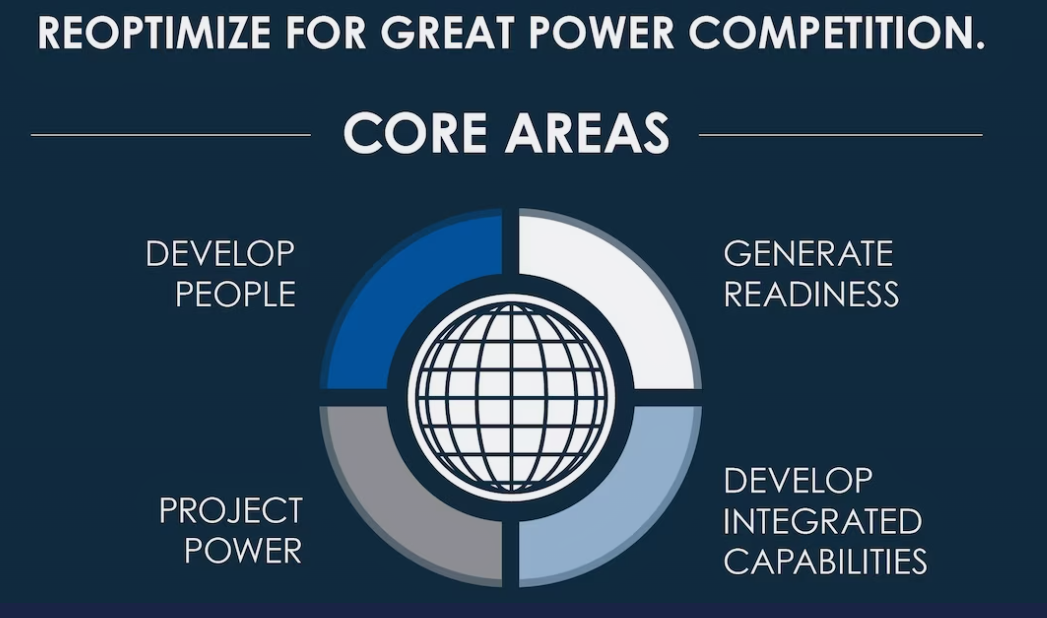 REOPTIMIZE FOR GREAT POWER COMPETITION.
CORE AREAS
DEVELOP
PEOPLE
GENERATE
READINESS
PROJECT
POWER
DEVELOP
INTEGRATED
CAPABILITIES